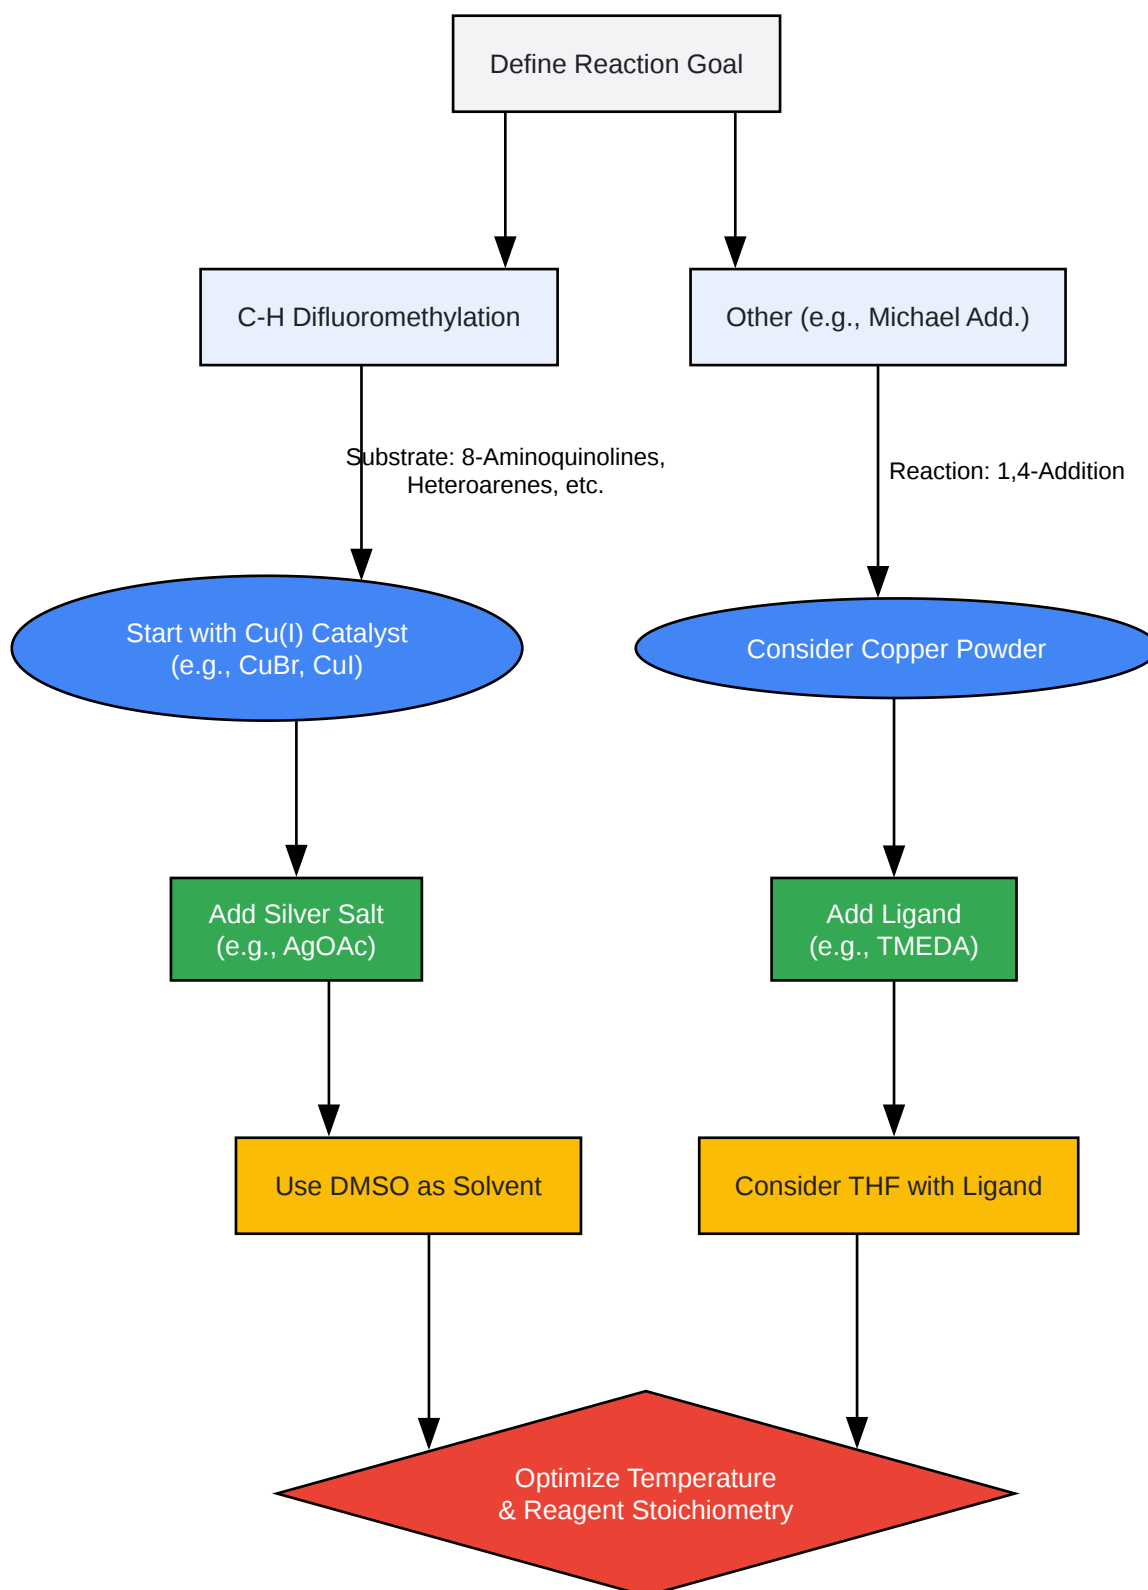 Define Reaction Goal
C-H Difluoromethylation
Other (e.g., Michael Add.)
Substrate: 8-Aminoquinolines,
Heteroarenes, etc.
Reaction: 1,4-Addition
Start with Cu(I) Catalyst
(e.g., CuBr, CuI)
Consider Copper Powder
Add Silver Salt
(e.g., AgOAc)
Add Ligand
(e.g., TMEDA)
Use DMSO as Solvent
Consider THF with Ligand
Optimize Temperature
& Reagent Stoichiometry